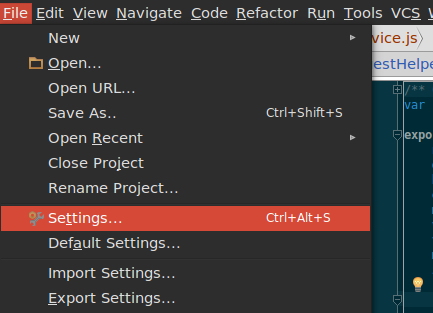 File Edit View Navigate Code Refactor Run Tools VCS
New
Open...
Open URL...
Save As.. Ctrl+Shift+S
Open Recent
Close Project
Rename Project...
Settings... Ctrl+Alt+S
Default Settings...
Import Settings...
Export Settings...
vice.js
estHelpe
/**
var
expo